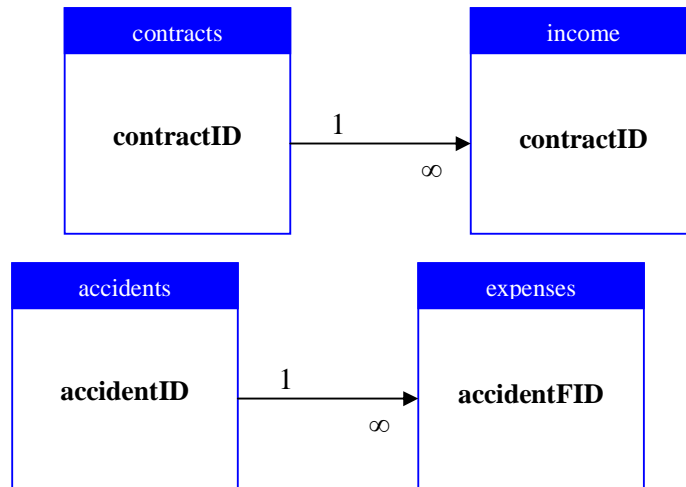 contracts
income
contractID
1
∞
contractID
accidents
expenses
accidentID
1
∞
accidentFID